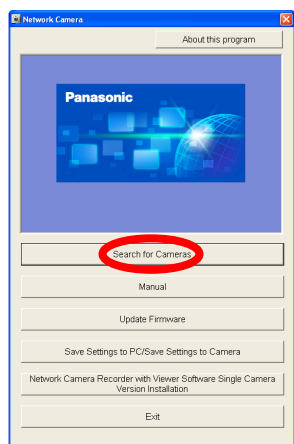 Network Camera
About this program
Panasonic
Search for Cameras
Manual
Update Firmware
Save Settings to PC/Save Settings to Camera
Network Camera Recorder with Viewer Software Single Camera
Version Installation
Exit